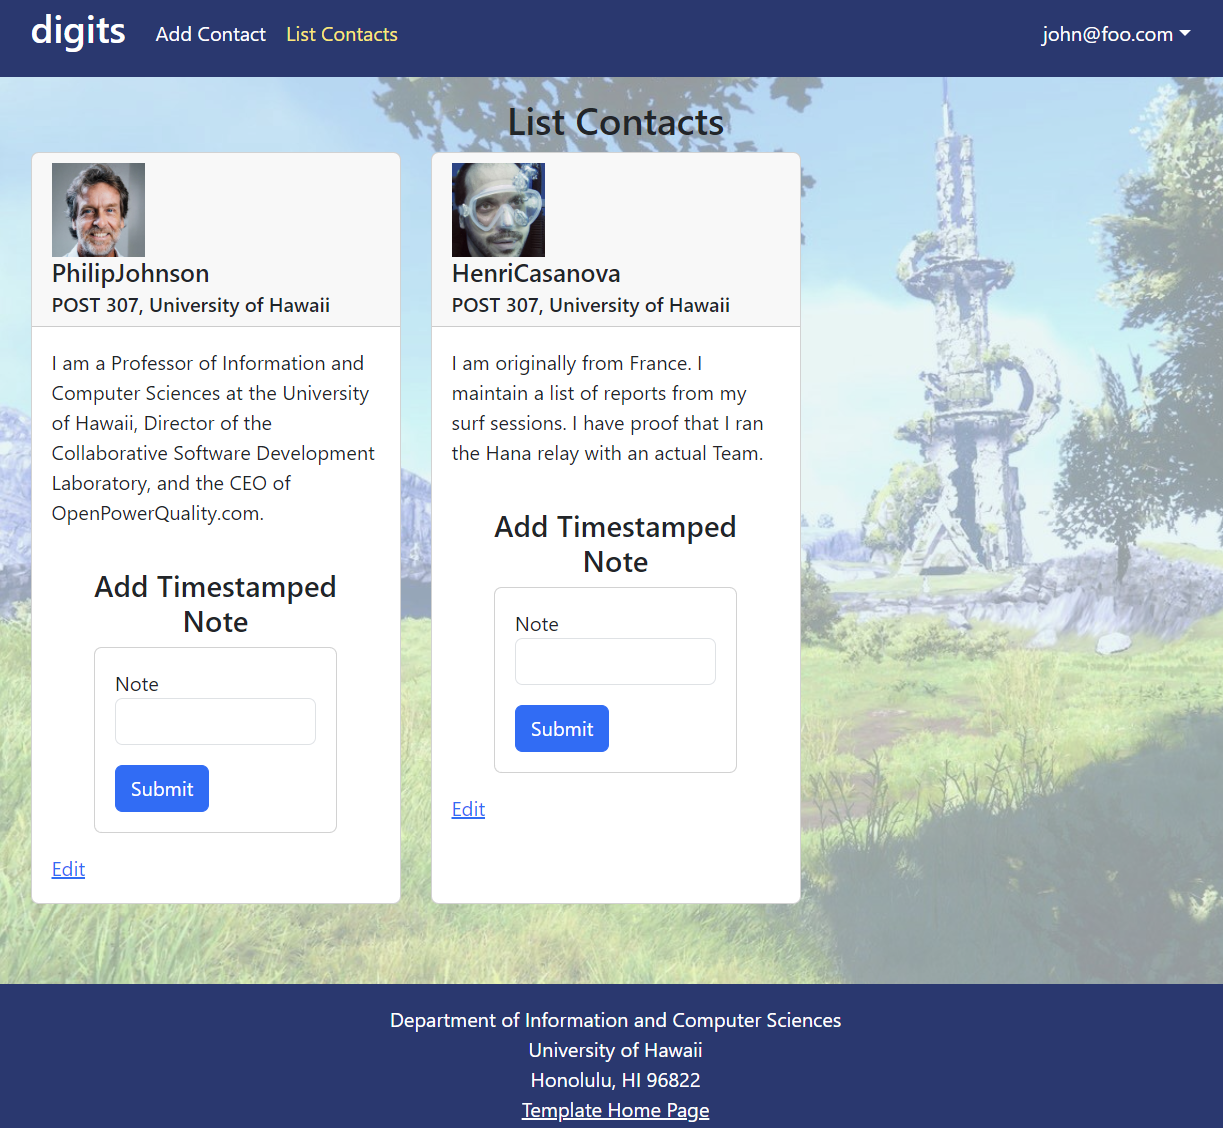 digits Add Contact List Contacts john@foo.com
List Contacts
PhilipJohnson
POST 307, University of Hawaii
I am a Professor of Information and
Computer Sciences at the University
of Hawaii, Director of the
Collaborative Software Development
Laboratory, and the CEO of
OpenPowerQuality.com.
Add Timestamped
Note
Note
Submit
Edit
HenriCasanova
POST 307, University of Hawaii
I am originally from France. I
maintain a list of reports from my
surf sessions. I have proof that I ran
the Hana relay with an actual Team.
Add Timestamped
Note
Note
Submit
Edit
Department of Information and Computer Sciences
University of Hawaii
Honolulu, HI 96822
Template Home Page